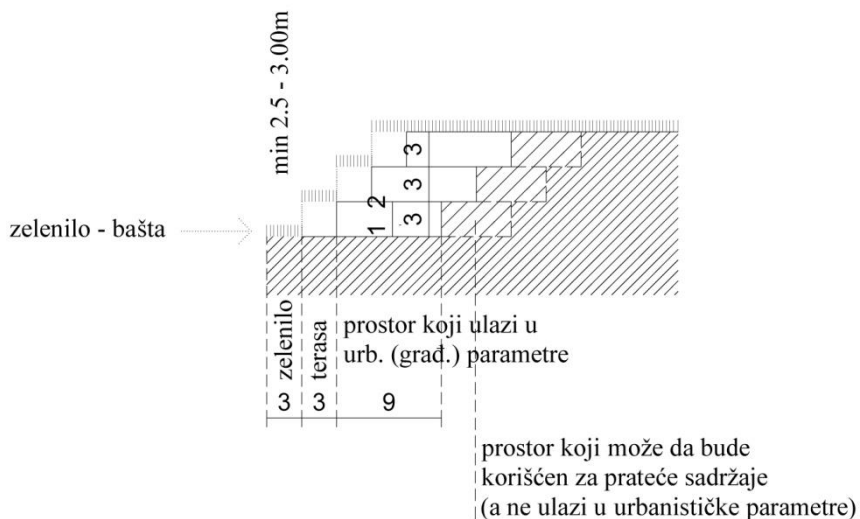 min 2.5 - 3.00m
3
3
2
1
3
zelenilo - bašta
zelenilo
terasa
prostor koji ulazi u
urb. (građ.) parametre
3
3
9
prostor koji može da bude
korišćen za prateće sadržaje
(a ne ulazi u urbanističke parametre)